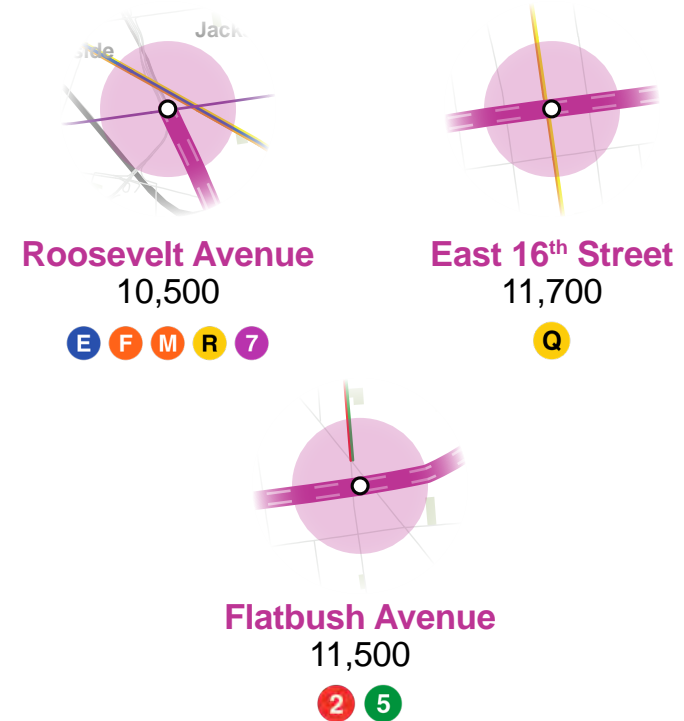 Jack
side
Roosevelt Avenue
10,500
E F M R 7
East 16th Street
11,700
Q
Flatbush Avenue
11,500
2 5